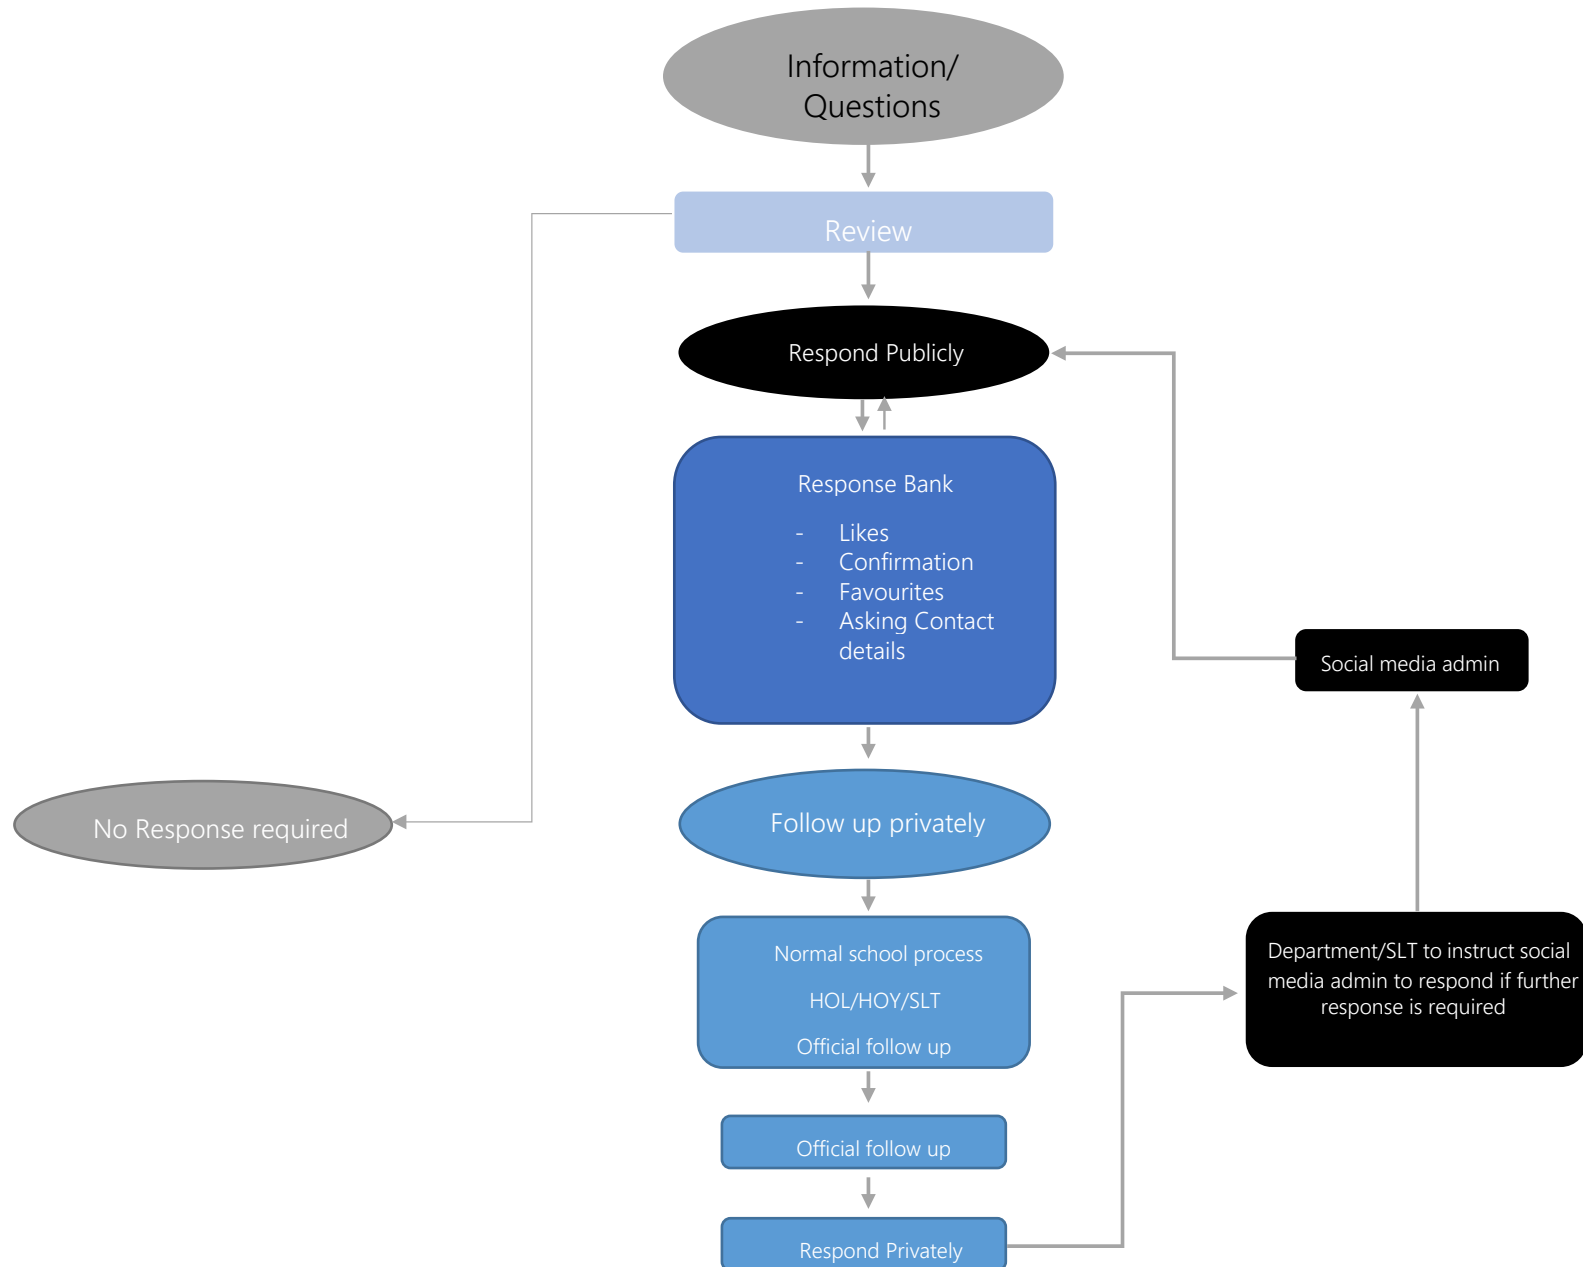 Information/
Questions
Review
Respond Publicly
Response Bank
- Likes
- Confirmation
- Favourites
- Asking Contact
details
Social media admin
No Response required
Follow up privately
Normal school process
HOL/HOY/SLT
Official follow up
Department/SLT to instruct social
media admin to respond if further
response is required
Official follow up
Respond Privately